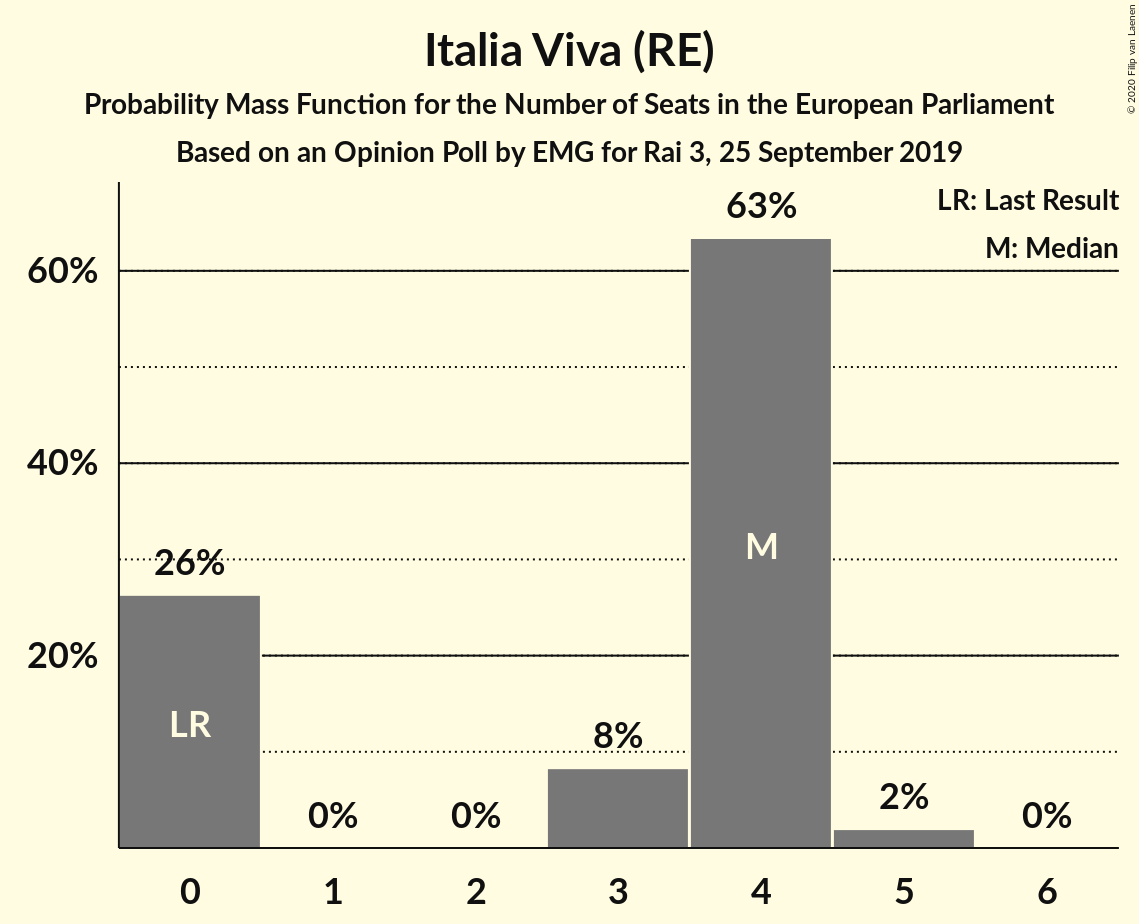 Italia Viva (RE)
Probability Mass Function for the Number of Seats in the European Parliament
Based on an Opinion Poll by EMG for Rai 3, 25 September 2019
© 2020 Filip van Laenen
LR: Last Result
M: Median
63%
60%
40%
26%
20%
8%
2%
0%
0%
0%
M
LR
0 1 2 3 4 5 6